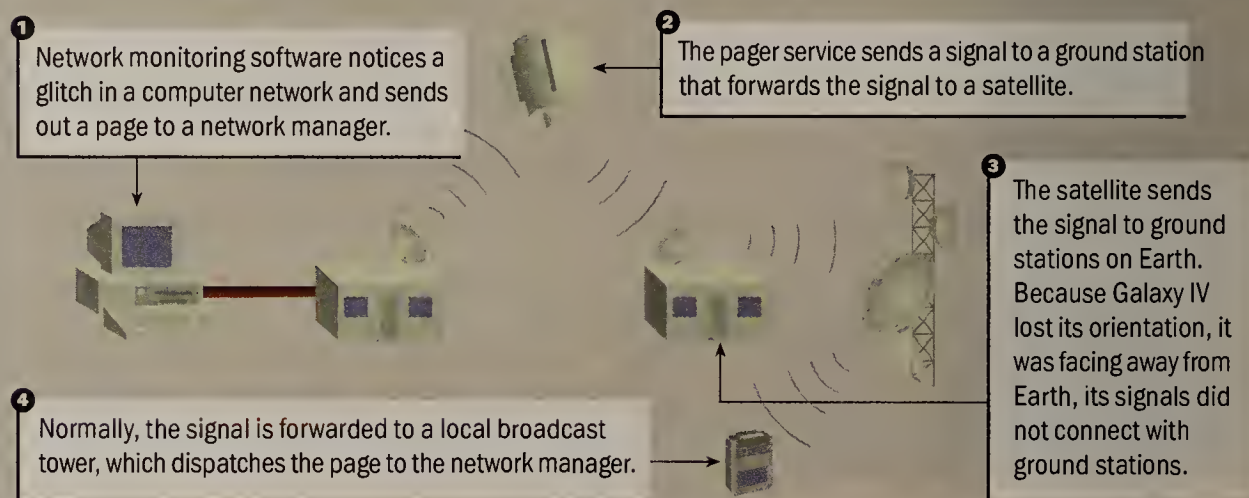 1
Network monitoring software notices a
glitch in a computer network and sends
out a page to a network manager.
2
The pager service sends a signal to a ground station
that forwards the signal to a satellite.
3
The satellite sends
the signal to ground
stations on Earth.
Because Galaxy IV
lost its orientation, it
was facing away from
Earth, its signals did
not connect with
ground stations.
4
Normally, the signal is forwarded to a local broadcast
tower, which dispatches the page to the network manager.